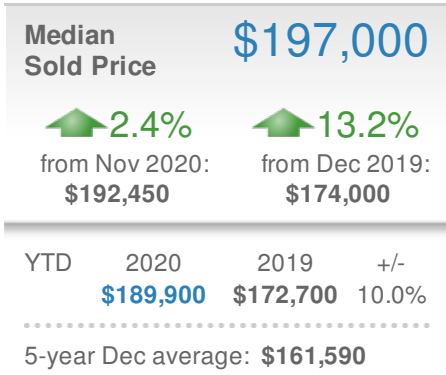 Median $197,000
Sold Price
2.4% 13.2%
from Nov 2020: from Dec 2019:
$192,450 $174,000
YTD 2020 2019 +/-
$189,900 $172,700 10.0%
5-year Dec average: $161,590